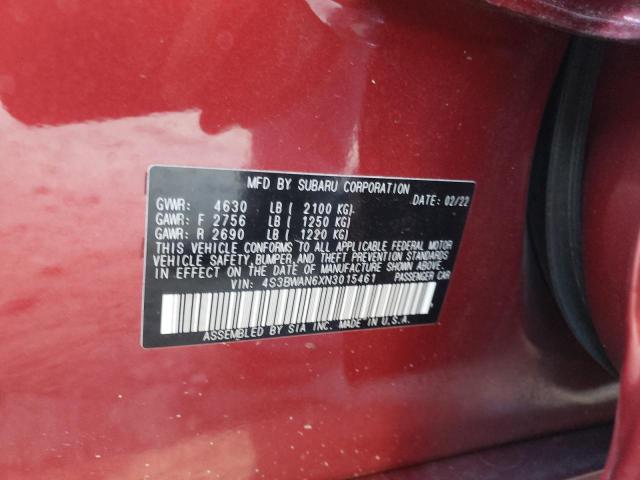 MFD BY SUBARU CORPORATION
GVWR: 4630 LB ( 2100 KG) DATE: 02/22
GAWR: F 2756 LB ( 1250 KG)
GAWR: R 2690 LB ( 1220 KG)
THIS VEHICLE CONFORMS TO ALL APPLICABLE FEDERAL MOTOR
VEHICLE SAFETY,BUMPER,AND THEFT PREVENTION STANDARDS
IN EFFECT ON THE DATE OF MANUFACTURE SHOWN ABOVE.
VIN: 4S3BWAN6XN3015461 PASSENGER CAR
ASSEMBLED BY SIA INC. MADE IN U.S.A.